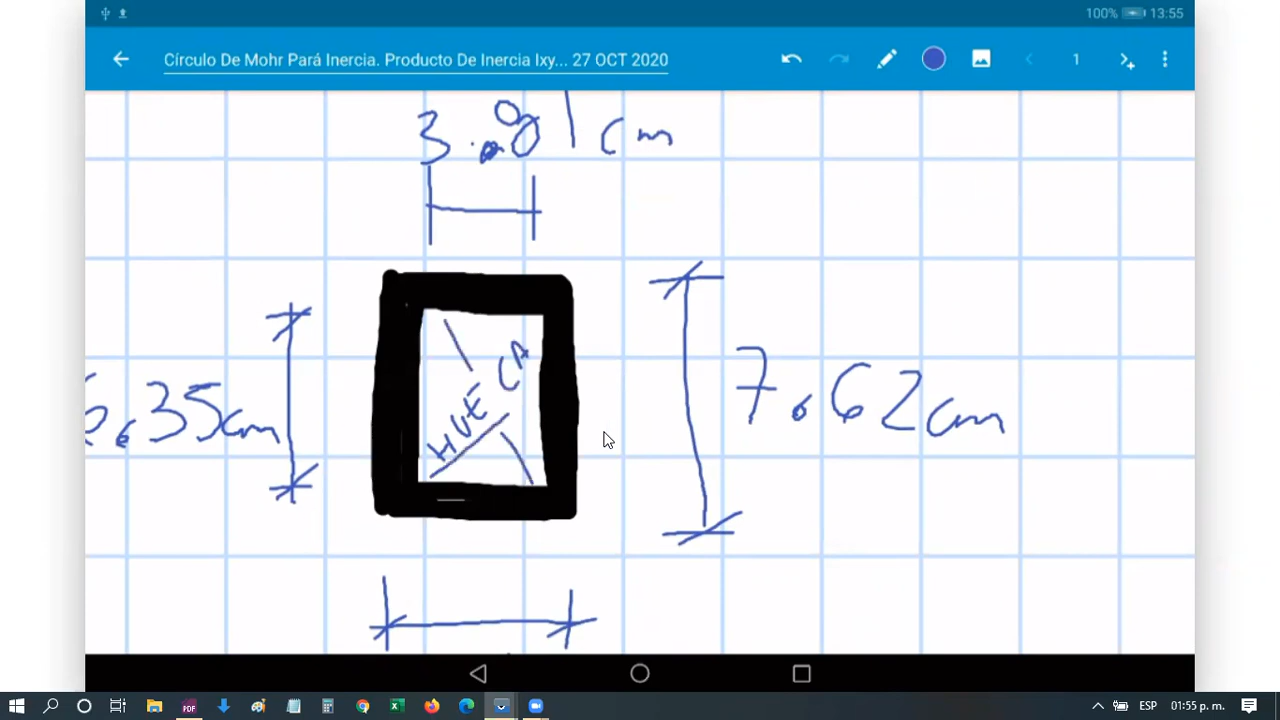 100% 13:55
Círculo De Mohr Pará Inercia. Producto De Inercia Ixy... 27 OCT 2020 1
3.81 cm
HUECA
6.35cm
7.62cm
ESP 01:55 p. m.